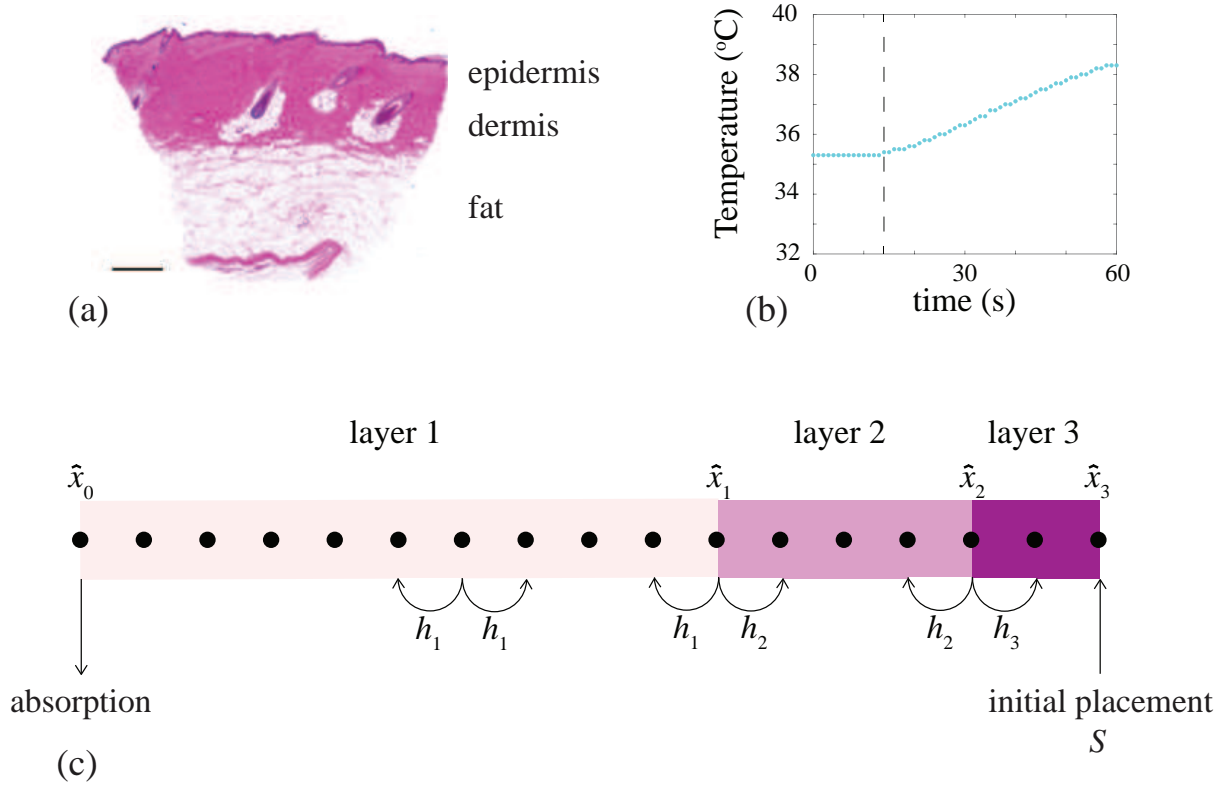 epidermis
dermis
fat
(a)
Temperature (°C)
40
38
36
34
32
0 30 60
time (s)
(b)
layer 1 layer 2 layer 3
x̂₀ x̂₁ x̂₂ x̂₃
h₁ h₁ h₁ h₂ h₂ h₃
absorption
initial placement
S
(c)